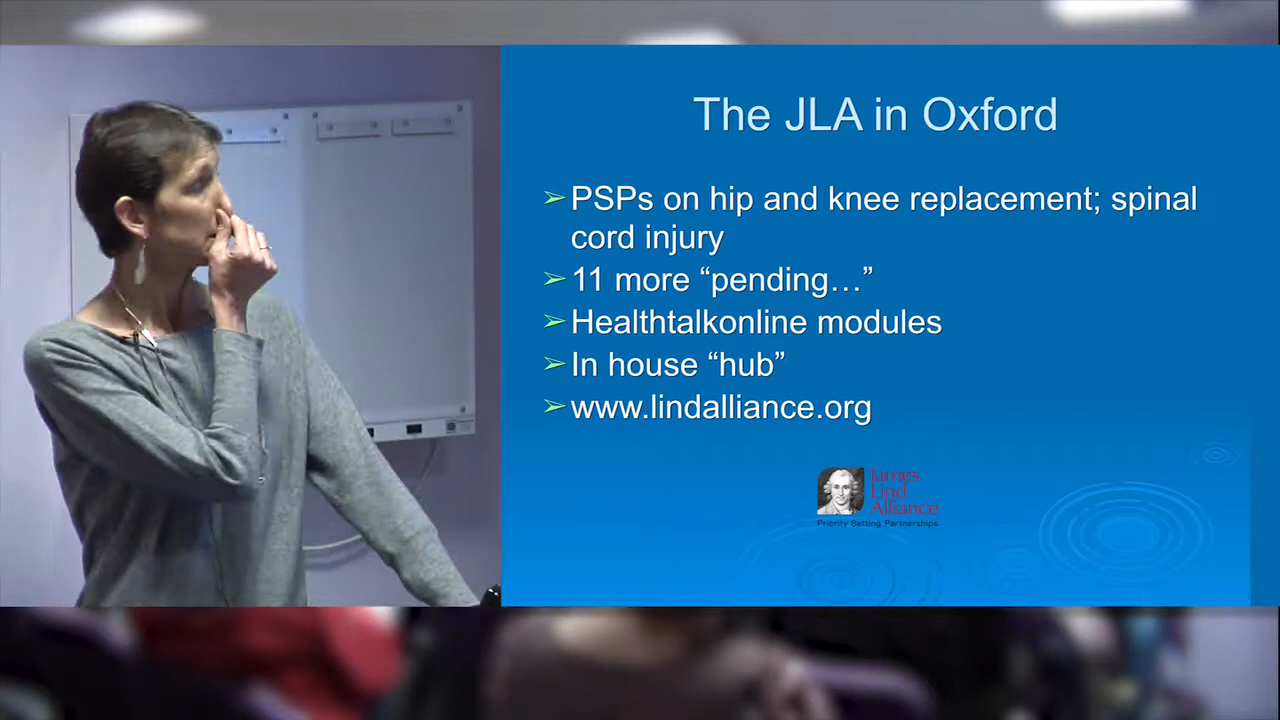 The JLA in Oxford
➢PSPs on hip and knee replacement; spinal
cord injury
➢11 more “pending…”
➢Healthtalkonline modules
➢In house “hub”
➢www.lindalliance.org
James
Lind
Alliance
Priority Setting Partnerships